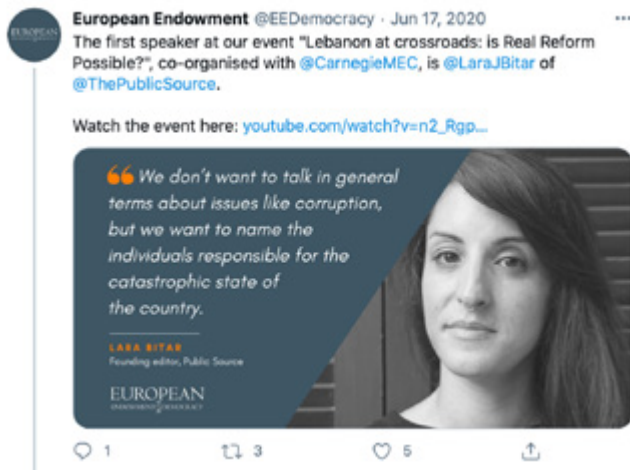 European Endowment @EEDemocracy · Jun 17, 2020
The first speaker at our event "Lebanon at crossroads: is Real Reform
Possible?", co-organised with @CarnegieMEC, is @LaraJBitar of
@ThePublicSource.
Watch the event here: youtube.com/watch?v=n2_Rgp...
We don't want to talk in general
terms about issues like corruption,
but we want to name the
individuals responsible for the
catastrophic state of
the country.
LARA BITAR
Founding editor, Public Source
EUROPEAN
ENDOWMENT for DEMOCRACY
1 3 5